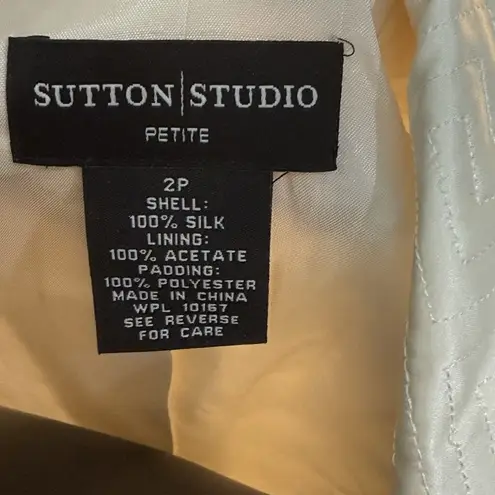 SUTTON|STUDIO
PETITE
2P
SHELL:
100% SILK
LINING:
100% ACETATE
PADDING:
100% POLYESTER
MADE IN CHINA
WPL 10167
SEE REVERSE
FOR CARE